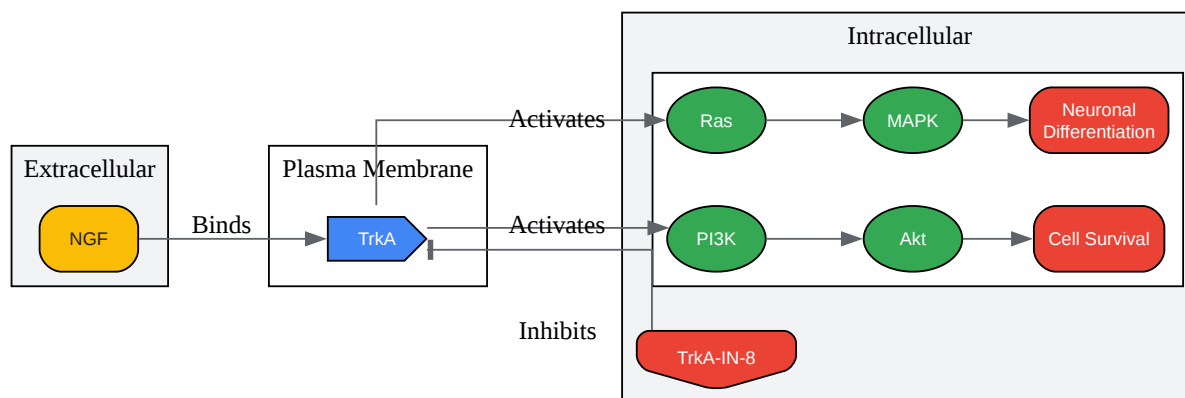 Intracellular
Activates
Ras
MAPK
Neuronal
Differentiation
Extracellular
Plasma Membrane
NGF
Binds
TrkA
Activates
PI3K
Akt
Cell Survival
Inhibits
TrkA-IN-8